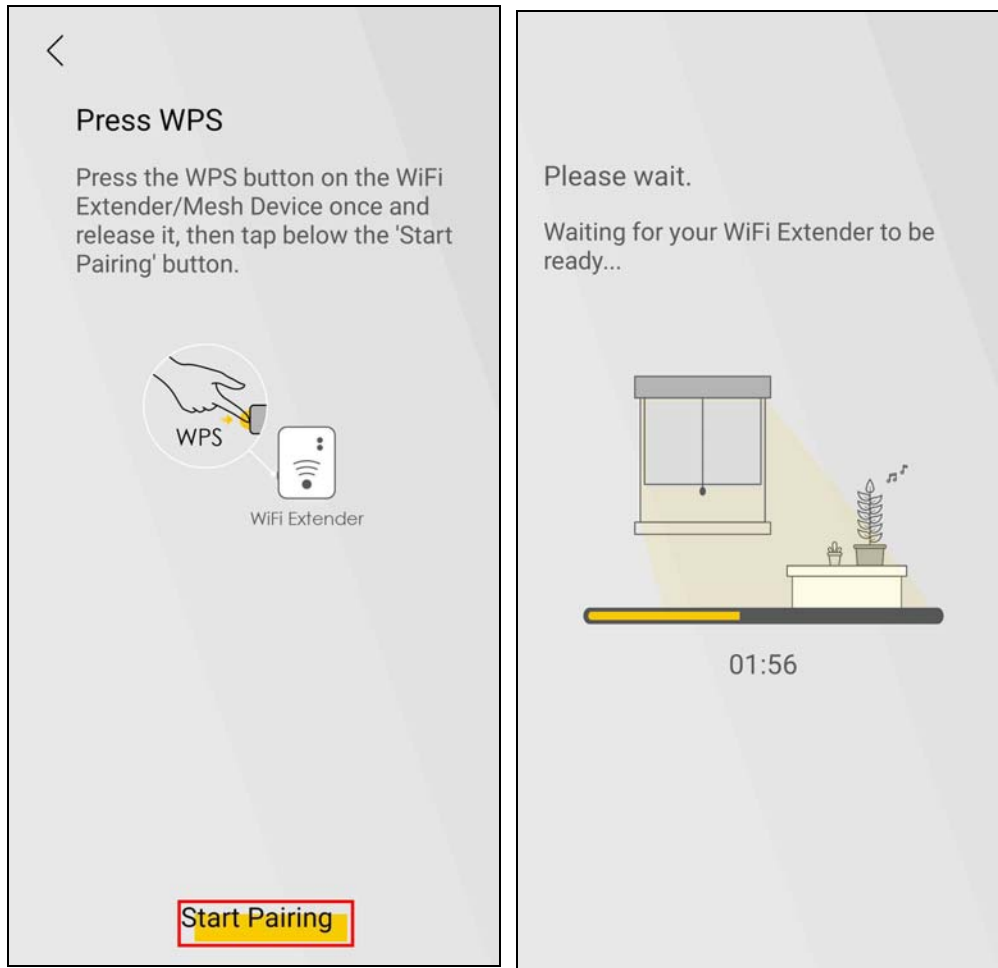 Press WPS
Press the WPS button on the WiFi
Extender/Mesh Device once and
release it, then tap below the 'Start
Pairing' button.
WPS
WiFi Extender
Start Pairing
Please wait.
Waiting for your WiFi Extender to be
ready...
01:56